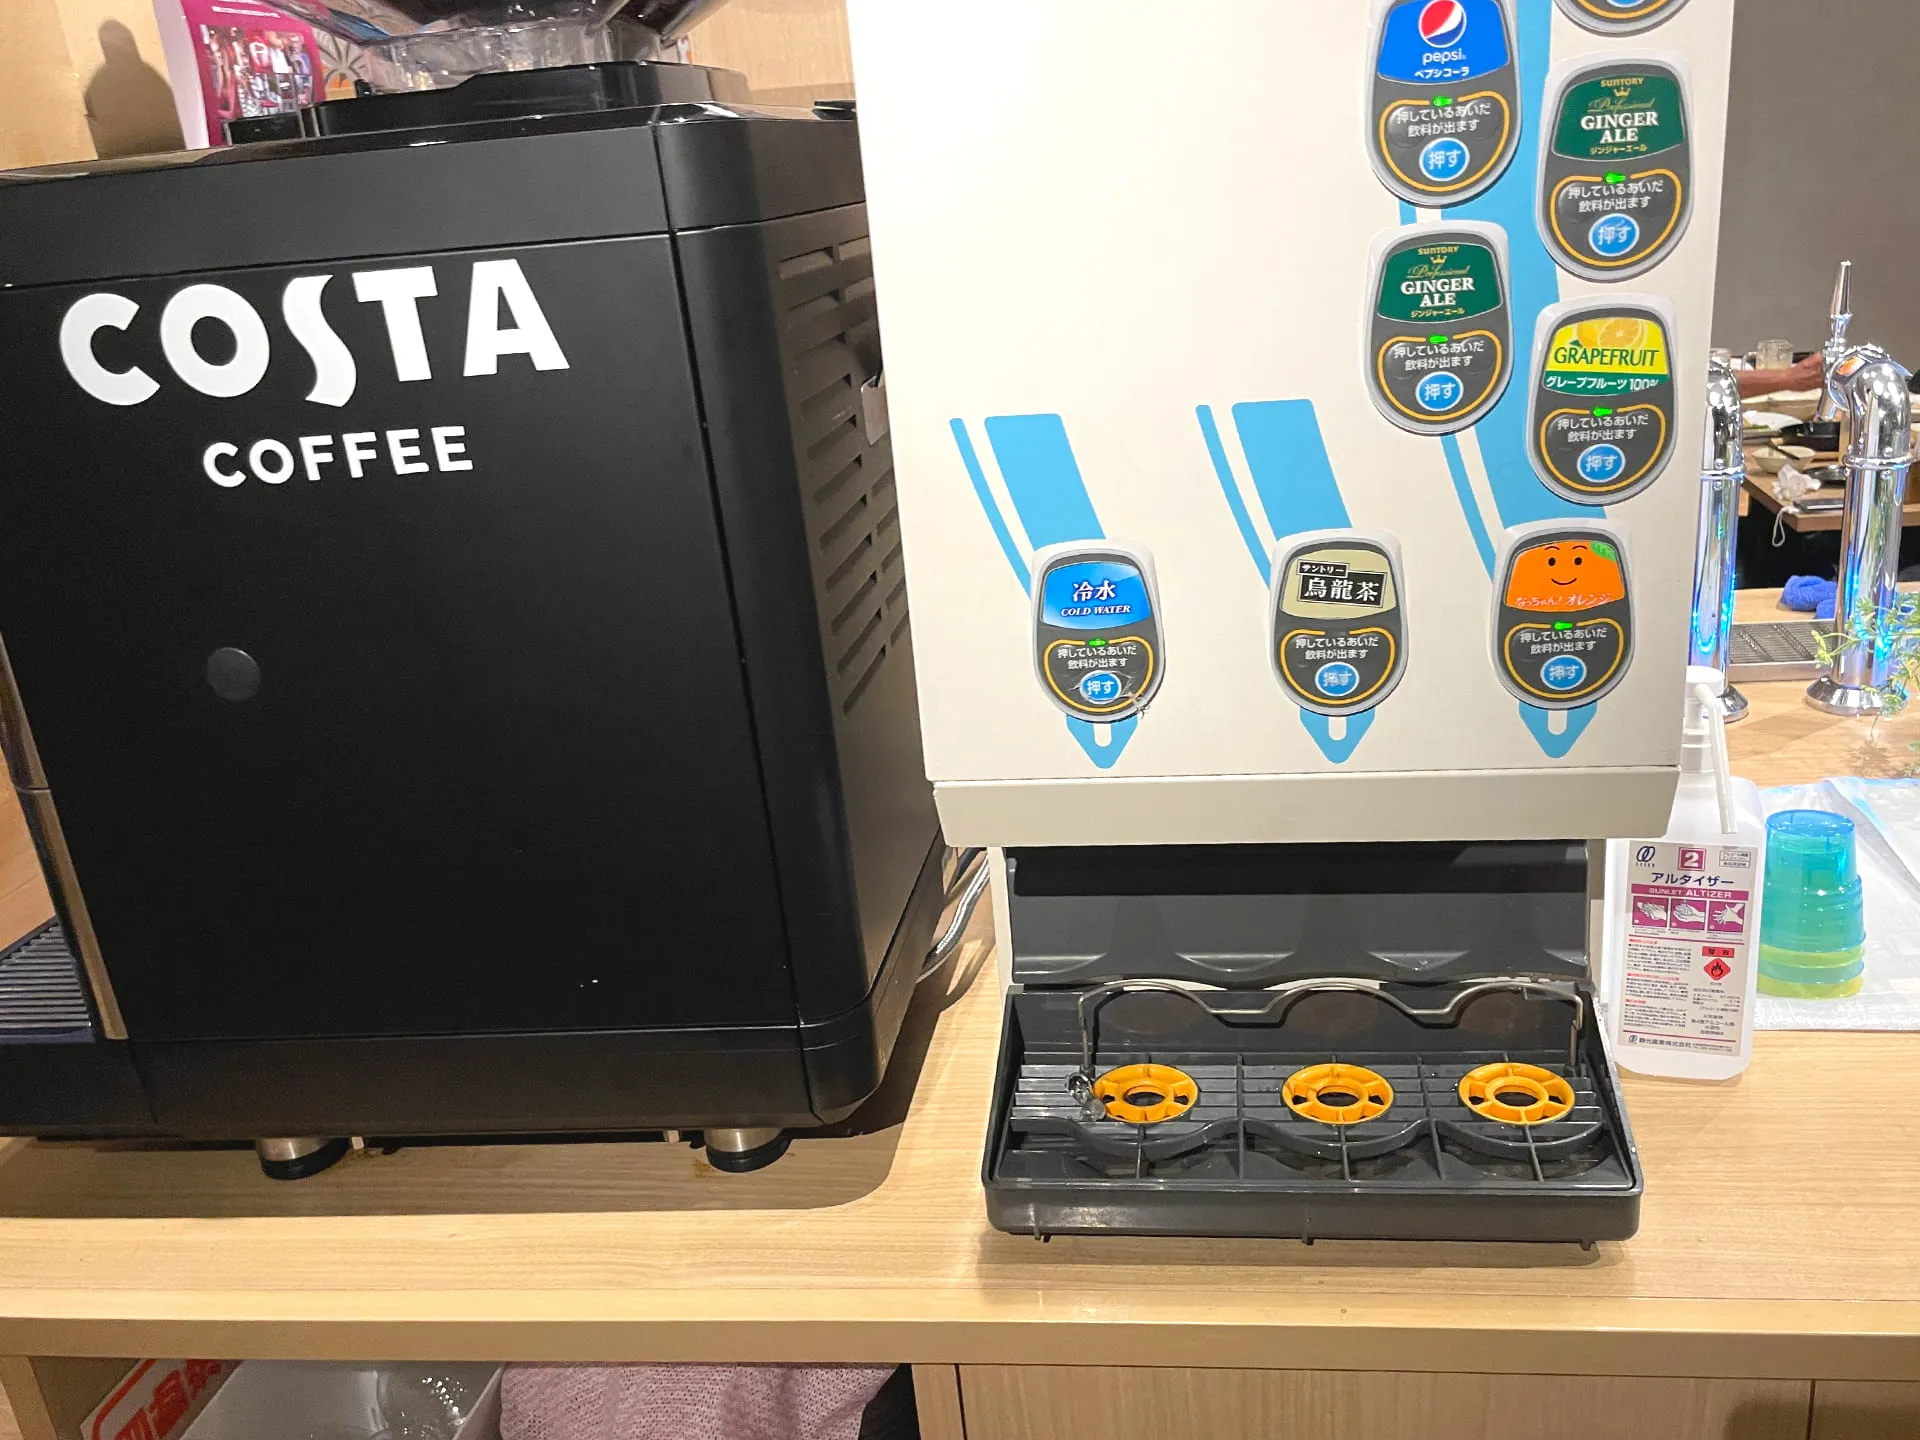 COSTA
COFFEE
pepsi
ペプシコーラ
押しているあいだ
飲料が出ます
押す
SUNTORY
Professional
GINGER
ALE
ジンジャーエール
押しているあいだ
飲料が出ます
押す
SUNTORY
Professional
GINGER
ALE
ジンジャーエール
押しているあいだ
飲料が出ます
押す
GRAPEFRUIT
グレープフルーツ 100%
押しているあいだ
飲料が出ます
押す
冷水
COLD WATER
押しているあいだ
飲料が出ます
押す
サントリー
烏龍茶
押しているあいだ
飲料が出ます
押す
なっちゃん! オレンジ
押しているあいだ
飲料が出ます
押す
2
アルタイザー
SUNLET ALTIZER